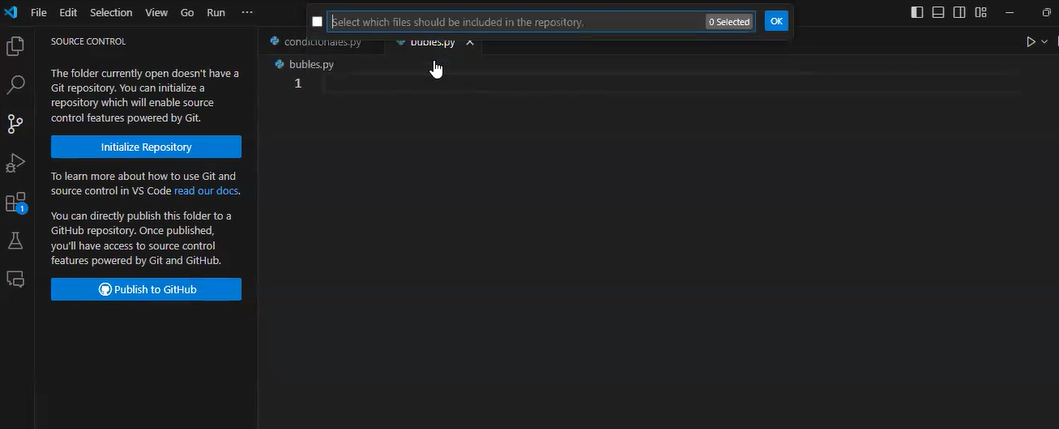 File Edit Selection View Go Run ···
Select which files should be included in the repository. 0 Selected OK
SOURCE CONTROL
condicionales.py bubles.py
bubles.py
1
The folder currently open doesn't have a
Git repository. You can initialize a
repository which will enable source
control features powered by Git.
Initialize Repository
To learn more about how to use Git and
source control in VS Code read our docs.
You can directly publish this folder to a
GitHub repository. Once published,
you'll have access to source control
features powered by Git and GitHub.
Publish to GitHub
1